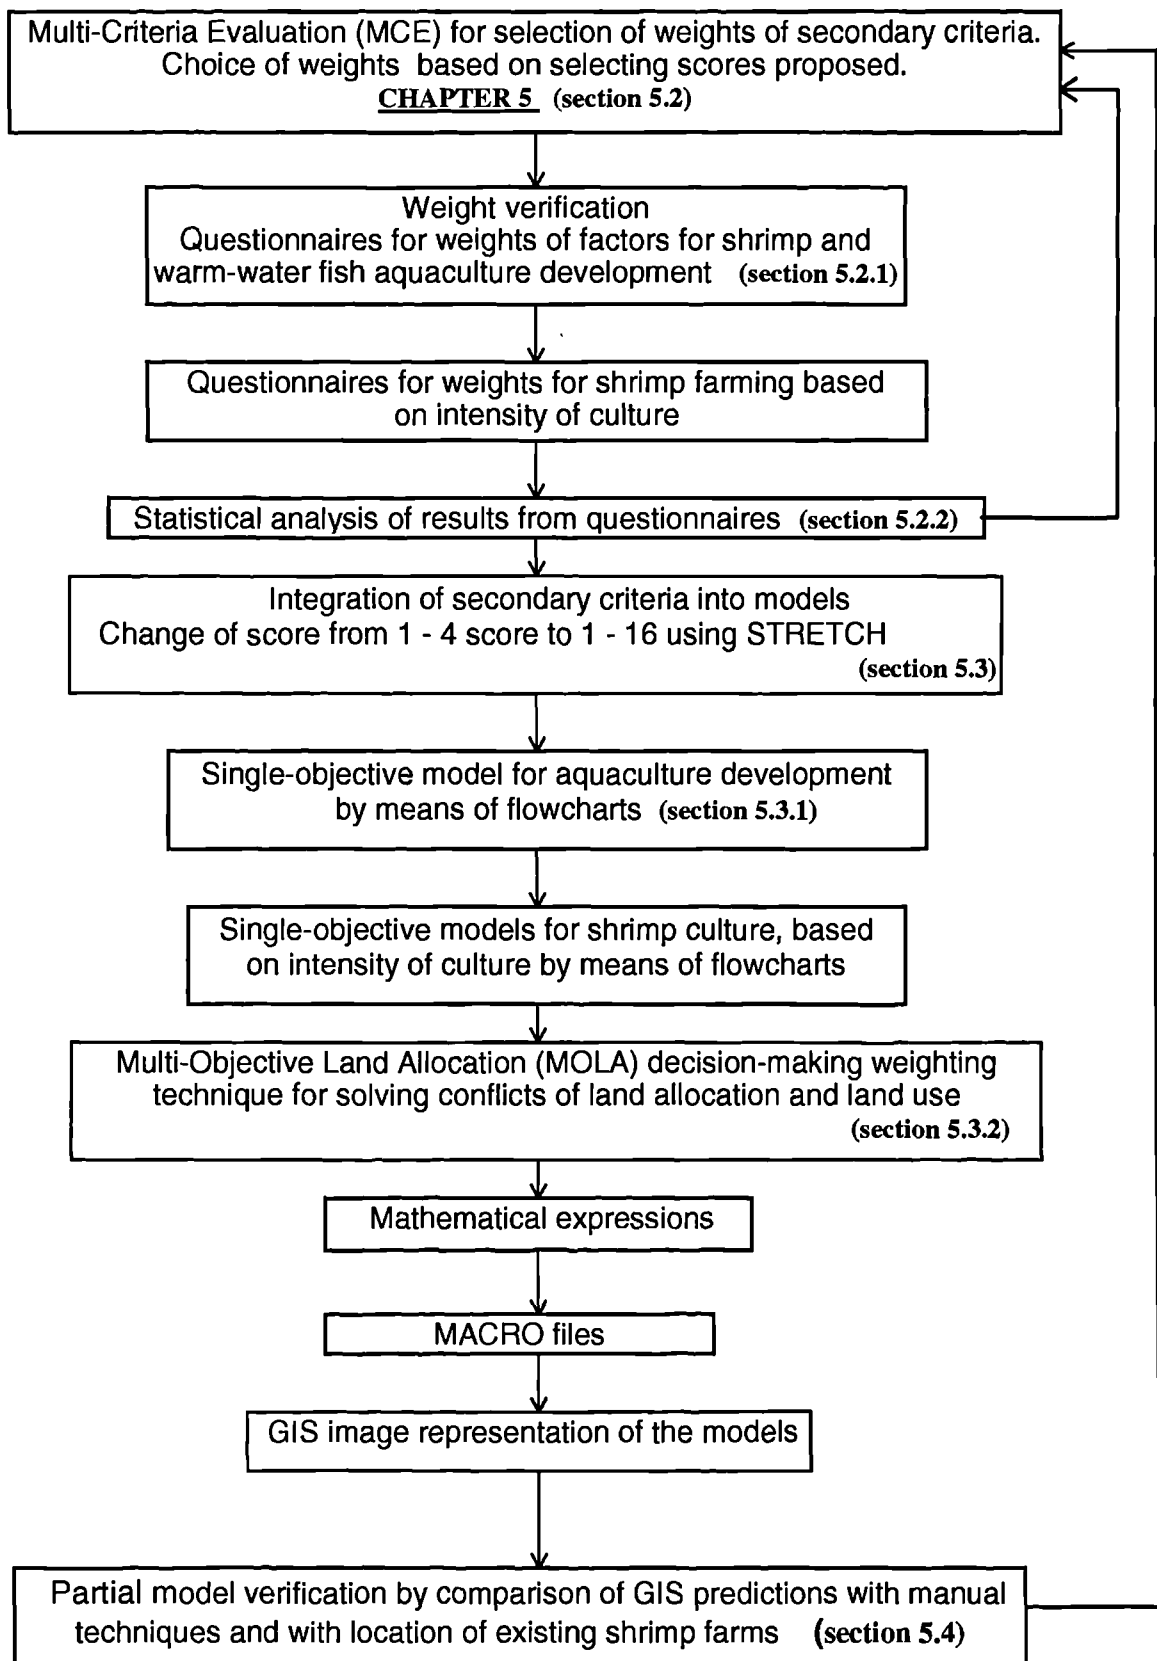 Multi-Criteria Evaluation (MCE) for selection of weights of secondary criteria.
Choice of weights based on selecting scores proposed.
CHAPTER 5 (section 5.2)
Weight verification
Questionnaires for weights of factors for shrimp and
warm-water fish aquaculture development (section 5.2.1)
Questionnaires for weights for shrimp farming based
on intensity of culture
Statistical analysis of results from questionnaires (section 5.2.2)
Integration of secondary criteria into models
Change of score from 1 - 4 score to 1 - 16 using STRETCH
(section 5.3)
Single-objective model for aquaculture development
by means of flowcharts (section 5.3.1)
Single-objective models for shrimp culture, based
on intensity of culture by means of flowcharts
Multi-Objective Land Allocation (MOLA) decision-making weighting
technique for solving conflicts of land allocation and land use
(section 5.3.2)
Mathematical expressions
MACRO files
GIS image representation of the models
Partial model verification by comparison of GIS predictions with manual
techniques and with location of existing shrimp farms (section 5.4)